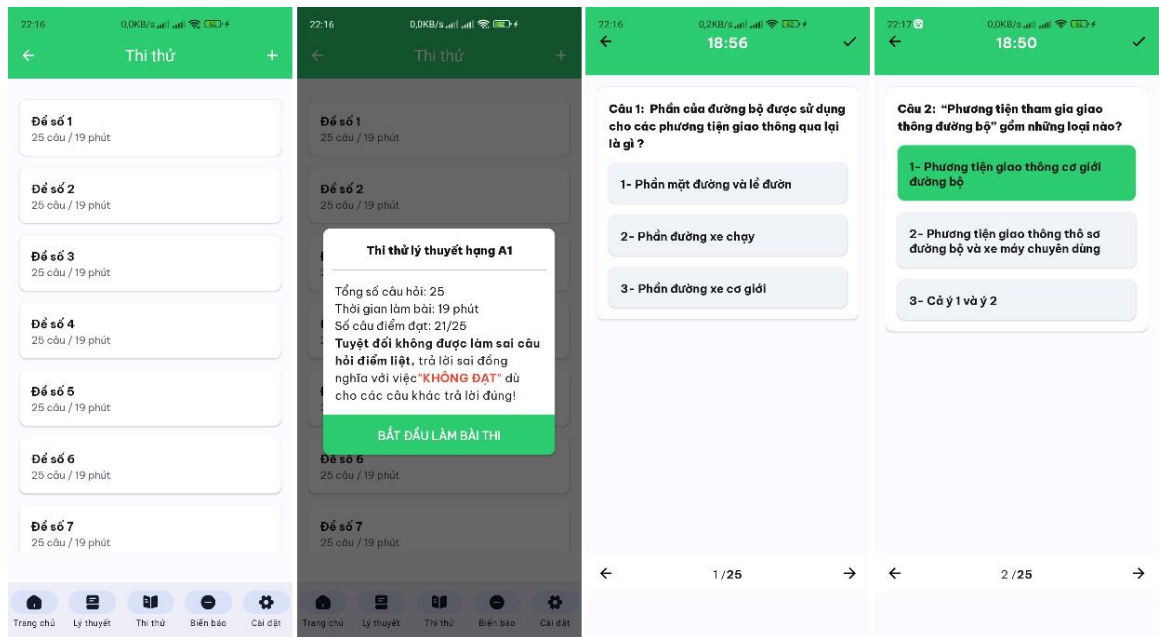 22:16
0,0KB/s
Thi thử
Đề số 1
25 câu / 19 phút
Đề số 2
25 câu / 19 phút
Đề số 3
25 câu / 19 phút
Đề số 4
25 câu / 19 phút
Đề số 5
25 câu / 19 phút
Đề số 6
25 câu / 19 phút
Đề số 7
25 câu / 19 phút
Trang chủ
Lý thuyết
Thi thử
Biển báo
Cài đặt
22:16
0,0KB/s
Thi thử
Đề số 1
25 câu / 19 phút
Đề số 2
25 câu / 19 phút
Thi thử lý thuyết hạng A1
Tổng số câu hỏi: 25
Thời gian làm bài: 19 phút
Số câu điểm đạt: 21/25
Tuyệt đối không được làm sai câu
hỏi điểm liệt, trả lời sai đồng
nghĩa với việc"KHÔNG ĐẠT" dù
cho các câu khác trả lời đúng!
BẮT ĐẦU LÀM BÀI THI
Đề số 6
25 câu / 19 phút
Đề số 7
25 câu / 19 phút
Trang chủ
Lý thuyết
Thi thử
Biển báo
Cài đặt
22:16
0,2KB/s
18:56
Câu 1: Phần của đường bộ được sử dụng
cho các phương tiện giao thông qua lại
là gì ?
1- Phần mặt đường và lề đườn
2- Phần đường xe chạy
3- Phần đường xe cơ giới
1/25
22:17
0,0KB/s
18:50
Câu 2: “Phương tiện tham gia giao
thông đường bộ” gồm những loại nào?
1- Phương tiện giao thông cơ giới
đường bộ
2- Phương tiện giao thông thô sơ
đường bộ và xe máy chuyên dùng
3- Cả ý 1 và ý 2
2/25